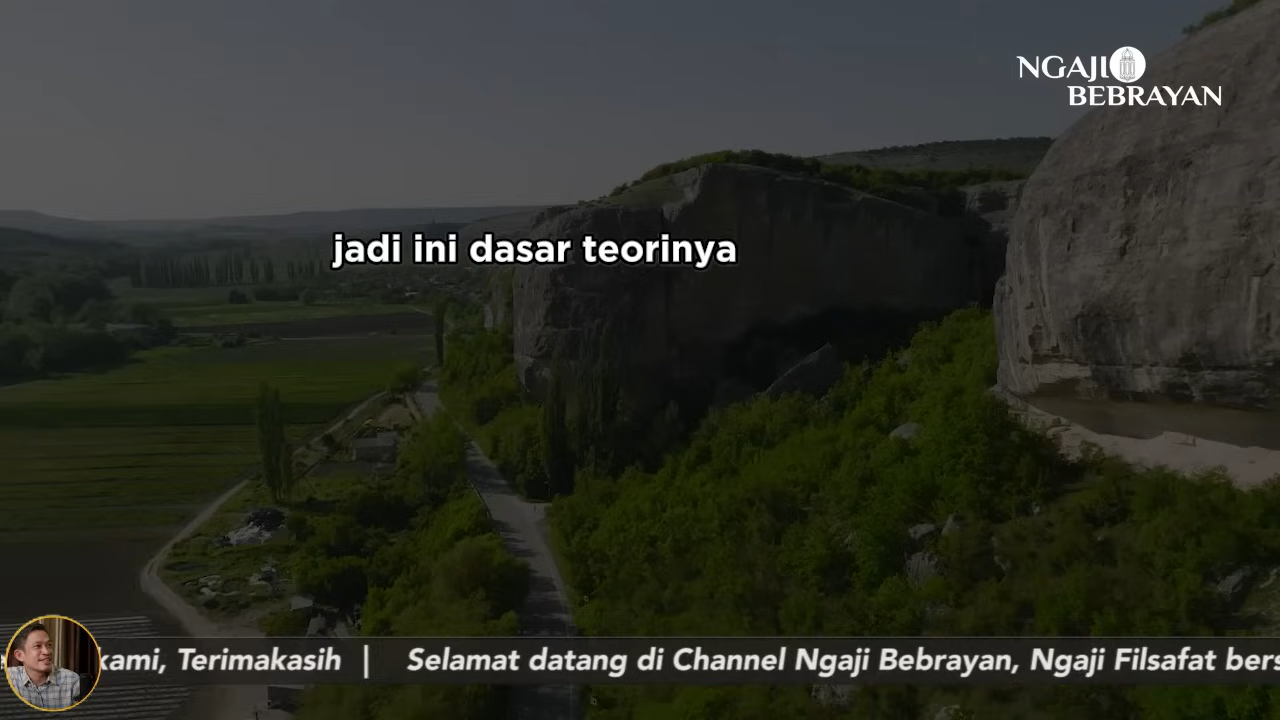 NGAJI
BEBRAYAN
jadi ini dasar teorinya
kami, Terimakasih | Selamat datang di Channel Ngaji Bebrayan, Ngaji Filsafat bers